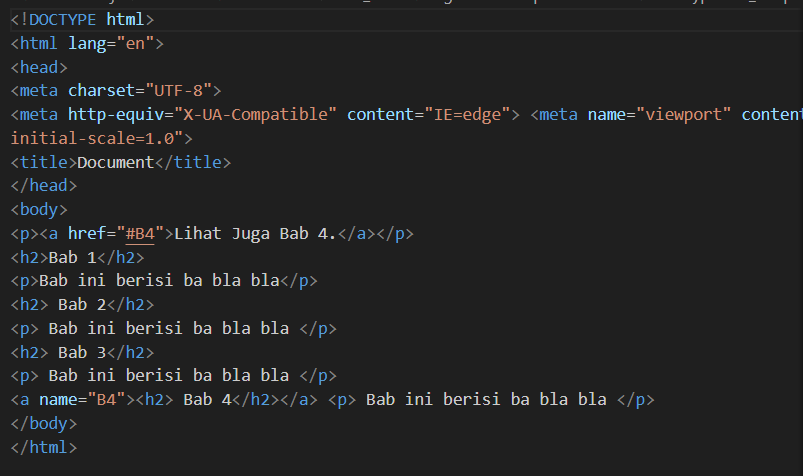 <!DOCTYPE html>
<html lang="en">
<head>
<meta charset="UTF-8">
<meta http-equiv="X-UA-Compatible" content="IE=edge"> <meta name="viewport" content
initial-scale=1.0">
<title>Document</title>
</head>
<body>
<p><a href="#B4">Lihat Juga Bab 4.</a></p>
<h2>Bab 1</h2>
<p>Bab ini berisi ba bla bla</p>
<h2> Bab 2</h2>
<p> Bab ini berisi ba bla bla </p>
<h2> Bab 3</h2>
<p> Bab ini berisi ba bla bla </p>
<a name="B4"><h2> Bab 4</h2></a> <p> Bab ini berisi ba bla bla </p>
</body>
</html>